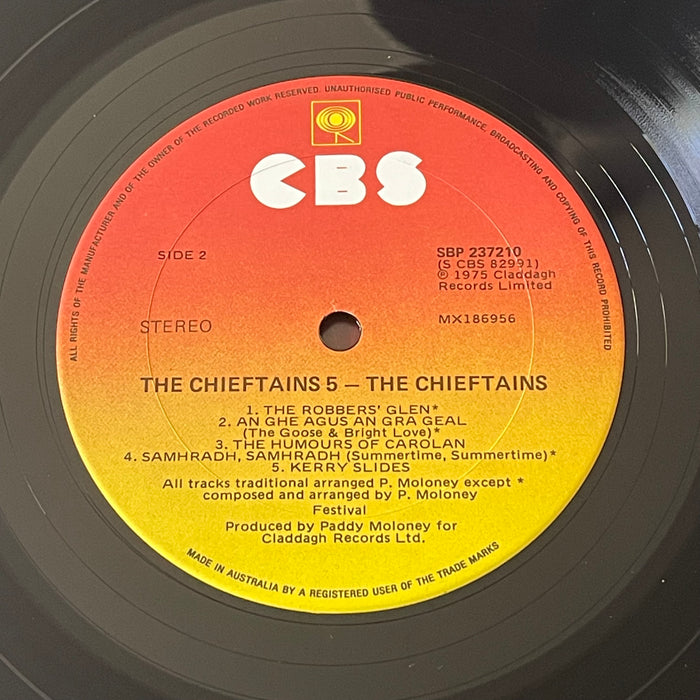 ALL RIGHTS OF THE MANUFACTURER AND OF THE OWNER OF THE RECORDED WORK RESERVED. UNAUTHORISED PUBLIC PERFORMANCE, BROADCASTING AND COPYING OF THIS RECORD PROHIBITED
CBS
SIDE 2
SBP 237210
(S CBS 82991)
℗ 1975 Claddagh
Records Limited
STEREO
MX186956
THE CHIEFTAINS 5 – THE CHIEFTAINS
1. THE ROBBERS' GLEN*
2. AN GHE AGUS AN GRA GEAL
(The Goose & Bright Love)*
3. THE HUMOURS OF CAROLAN
4. SAMHRADH, SAMHRADH (Summertime, Summertime)*
5. KERRY SLIDES
All tracks traditional arranged P. Moloney except *
composed and arranged by P. Moloney
Festival
Produced by Paddy Moloney for
Claddagh Records Ltd.
MADE IN AUSTRALIA BY A REGISTERED USER OF THE TRADE MARKS